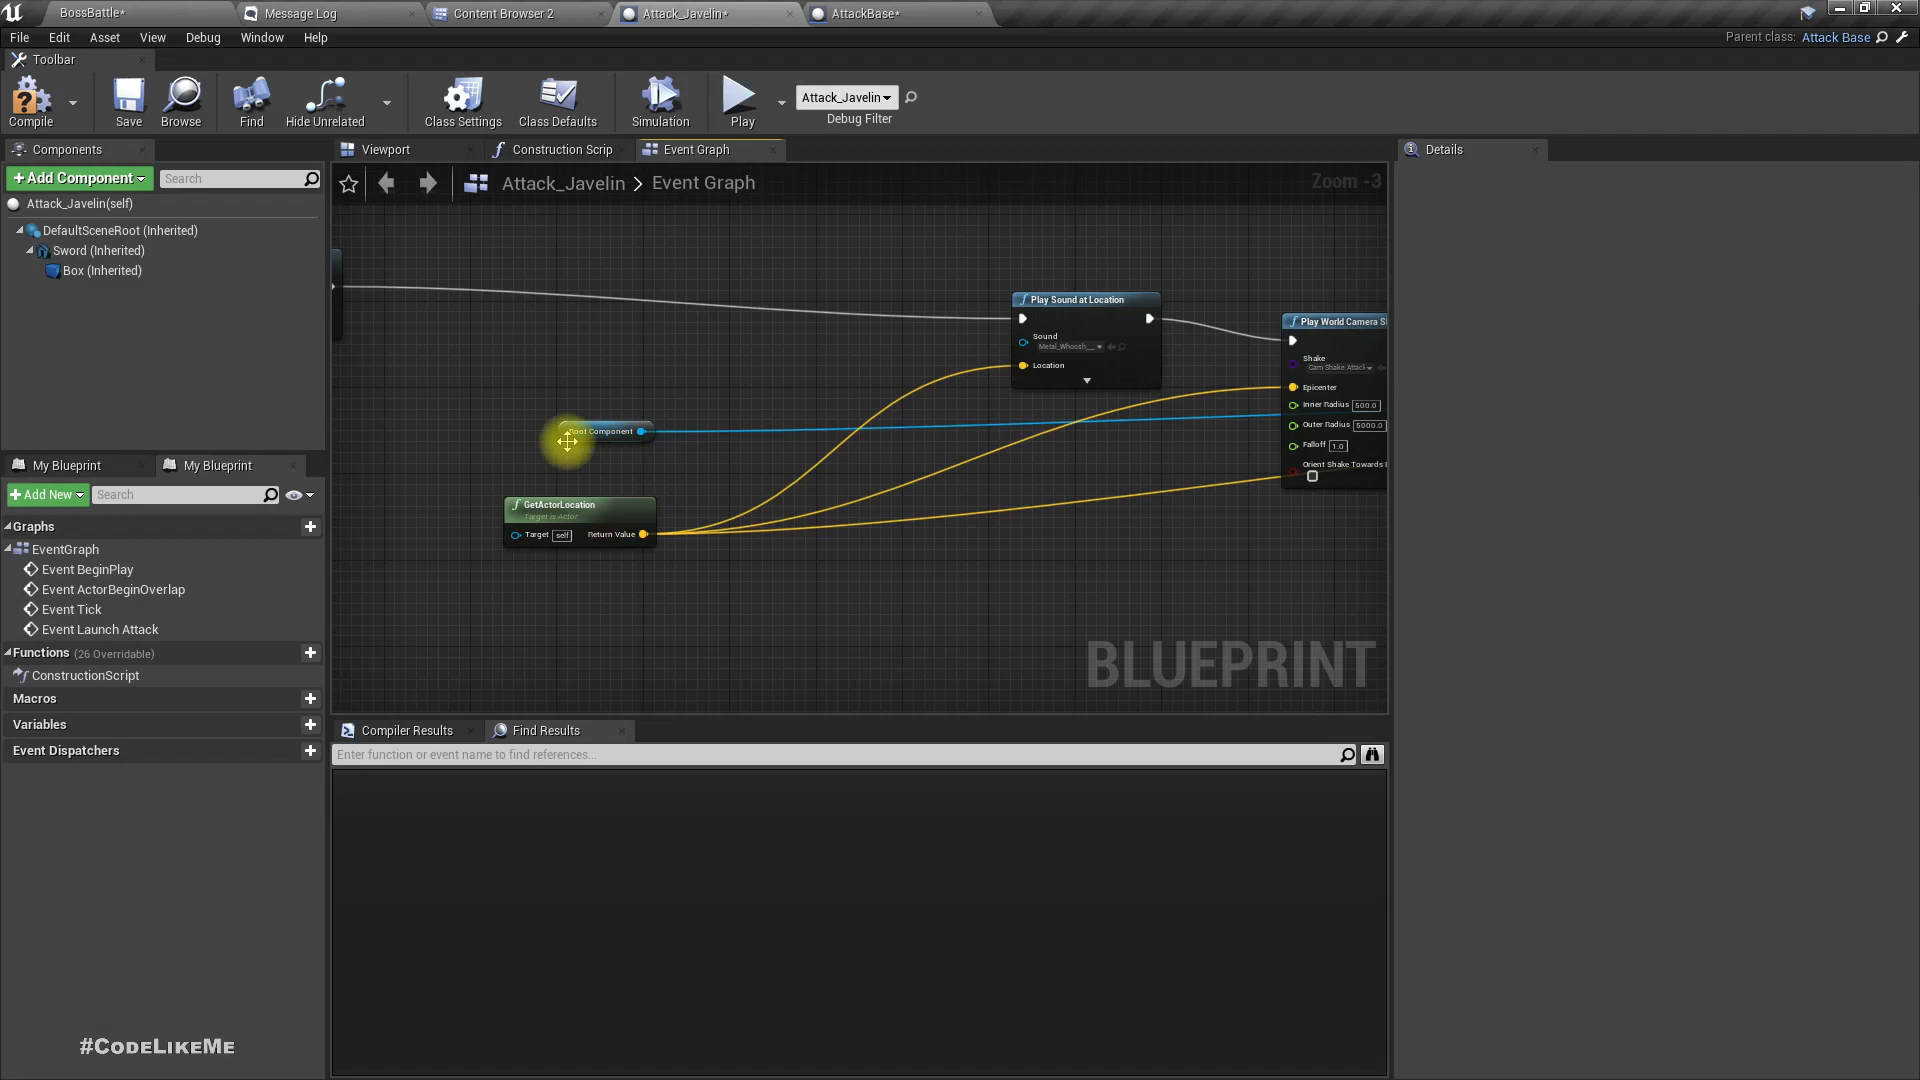 BossBattle*
Message Log
Content Browser 2
Attack_Javelin*
AttackBase*
File Edit Asset View Debug Window Help
Parent class: Attack Base
Toolbar
Compile
Save
Browse
Find
Hide Unrelated
Class Settings
Class Defaults
Simulation
Play
Attack_Javelin
Debug Filter
Components
Viewport
Construction Scrip
Event Graph
Details
+Add Component
Search
Attack_Javelin > Event Graph
Zoom -3
Attack_Javelin(self)
DefaultSceneRoot (Inherited)
Sword (Inherited)
Box (Inherited)
Play Sound at Location
Sound
Metal_Whoosh__
Location
Play World Camera S
Shake
Cam Shake Attack
Epicenter
Inner Radius 500.0
Outer Radius 5000.0
Falloff 1.0
Orient Shake Towards
Root Component
GetActorLocation
Target is Actor
Target self
Return Value
BLUEPRINT
My Blueprint
My Blueprint
+Add New
Search
Graphs
EventGraph
Event BeginPlay
Event ActorBeginOverlap
Event Tick
Event Launch Attack
Functions (26 Overridable)
ConstructionScript
Macros
Variables
Event Dispatchers
Compiler Results
Find Results
Enter function or event name to find references...
#CodeLikeMe